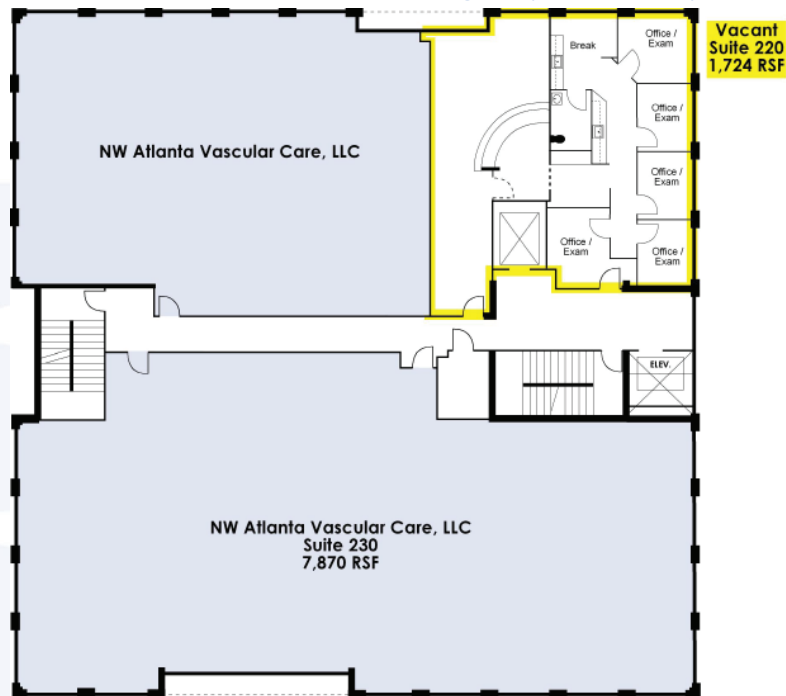 Vacant
Suite 220
1,724 RSF
Break
Office /
Exam
Office /
Exam
NW Atlanta Vascular Care, LLC
Office /
Exam
Office /
Exam
Office /
Exam
ELEV.
NW Atlanta Vascular Care, LLC
Suite 230
7,870 RSF